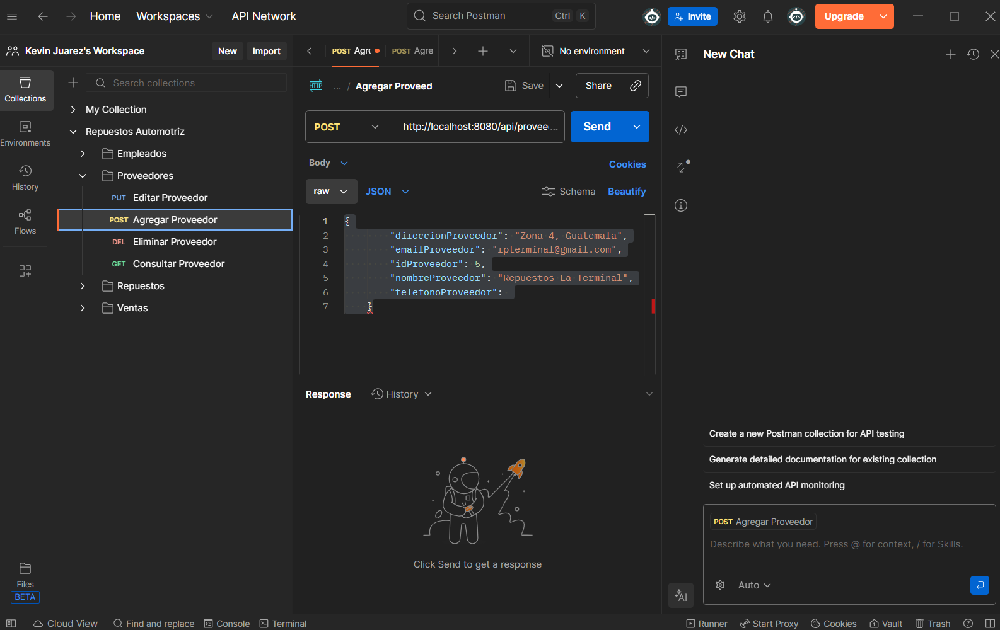 Home
Workspaces
API Network
Search Postman
Ctrl K
Invite
Upgrade
Kevin Juarez's Workspace
New
Import
Collections
Environments
History
Flows
Files
BETA
Search collections
My Collection
Repuestos Automotriz
Empleados
Proveedores
PUT Editar Proveedor
POST Agregar Proveedor
DEL Eliminar Proveedor
GET Consultar Proveedor
Repuestos
Ventas
POST Agre
POST Agre
No environment
HTTP ... / Agregar Proveed
Save
Share
POST
http://localhost:8080/api/provee ...
Send
Body
Cookies
raw
JSON
Schema
Beautify
1 {
2 "direccionProveedor": "Zona 4, Guatemala",
3 "emailProveedor": "rpterminal@gmail.com",
4 "idProveedor": 5,
5 "nombreProveedor": "Repuestos La Terminal",
6 "telefonoProveedor":
7 }
Response
History
Click Send to get a response
New Chat
Create a new Postman collection for API testing
Generate detailed documentation for existing collection
Set up automated API monitoring
POST Agregar Proveedor
Describe what you need. Press @ for context, / for Skills.
Auto
AI
Cloud View
Find and replace
Console
Terminal
Runner
Start Proxy
Cookies
Vault
Trash